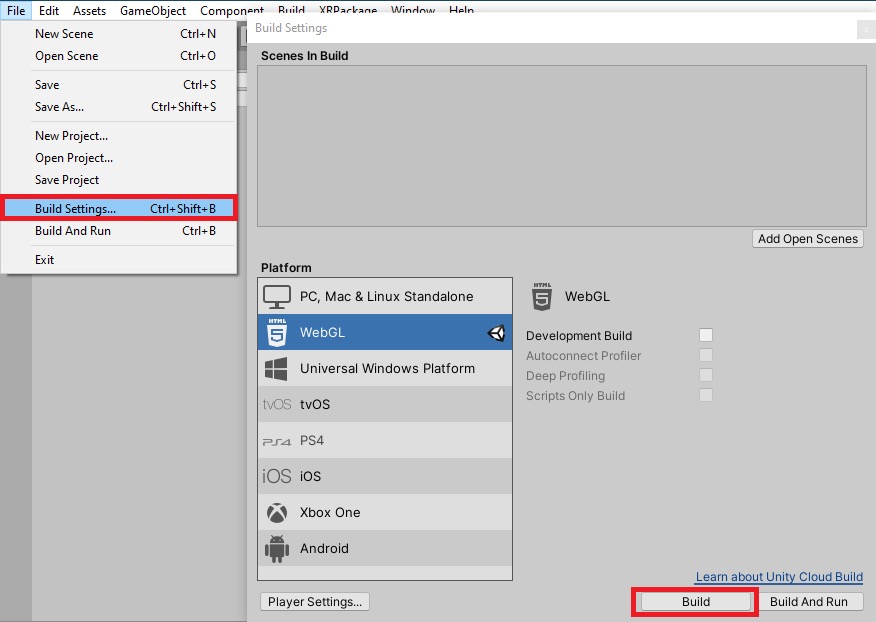 File Edit Assets GameObject Component Build XRPackage Window Help
New Scene Ctrl+N
Open Scene Ctrl+O
Save Ctrl+S
Save As... Ctrl+Shift+S
New Project...
Open Project...
Save Project
Build Settings... Ctrl+Shift+B
Build And Run Ctrl+B
Exit
Build Settings
x
Scenes In Build
Add Open Scenes
Platform
PC, Mac & Linux Standalone
HTML 5 WebGL
Universal Windows Platform
tvOS tvOS
PS4 PS4
iOS iOS
Xbox One
Android
HTML 5 WebGL
Development Build
Autoconnect Profiler
Deep Profiling
Scripts Only Build
Learn about Unity Cloud Build
Player Settings... Build Build And Run